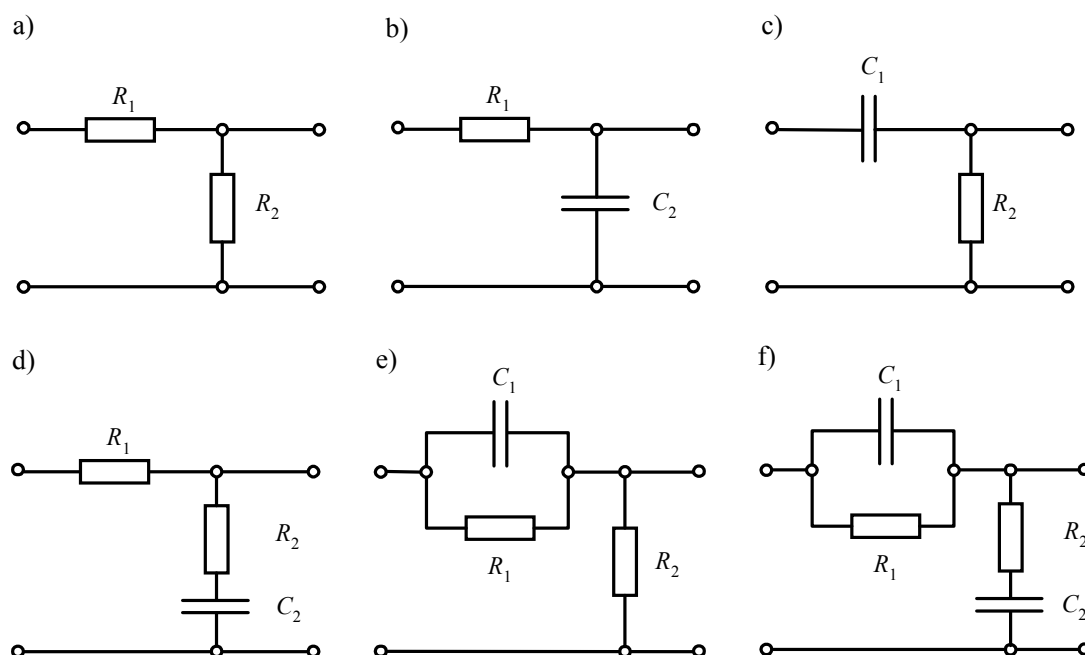 a)
b)
c)
R₁
R₁
C₁
R₂
C₂
R₂
d)
e)
f)
R₁
C₁
C₁
R₂
R₁
R₂
R₁
R₂
C₂
C₂